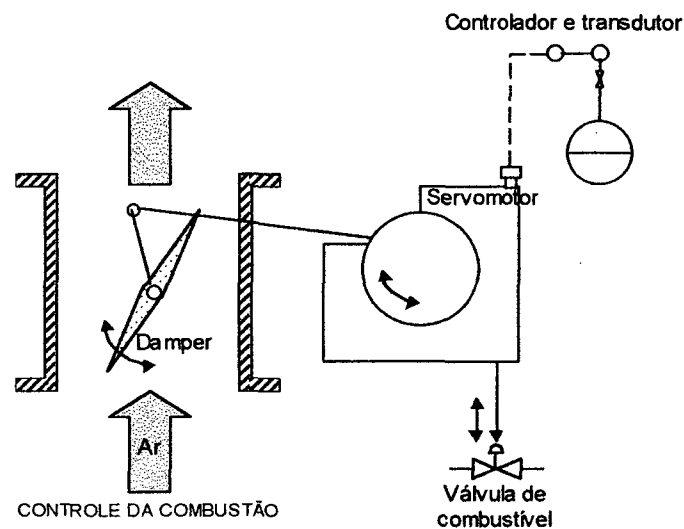 Controlador e transdutor
Servomotor
Damper
Ar
CONTROLE DA COMBUSTÃO
Válvula de
combustível